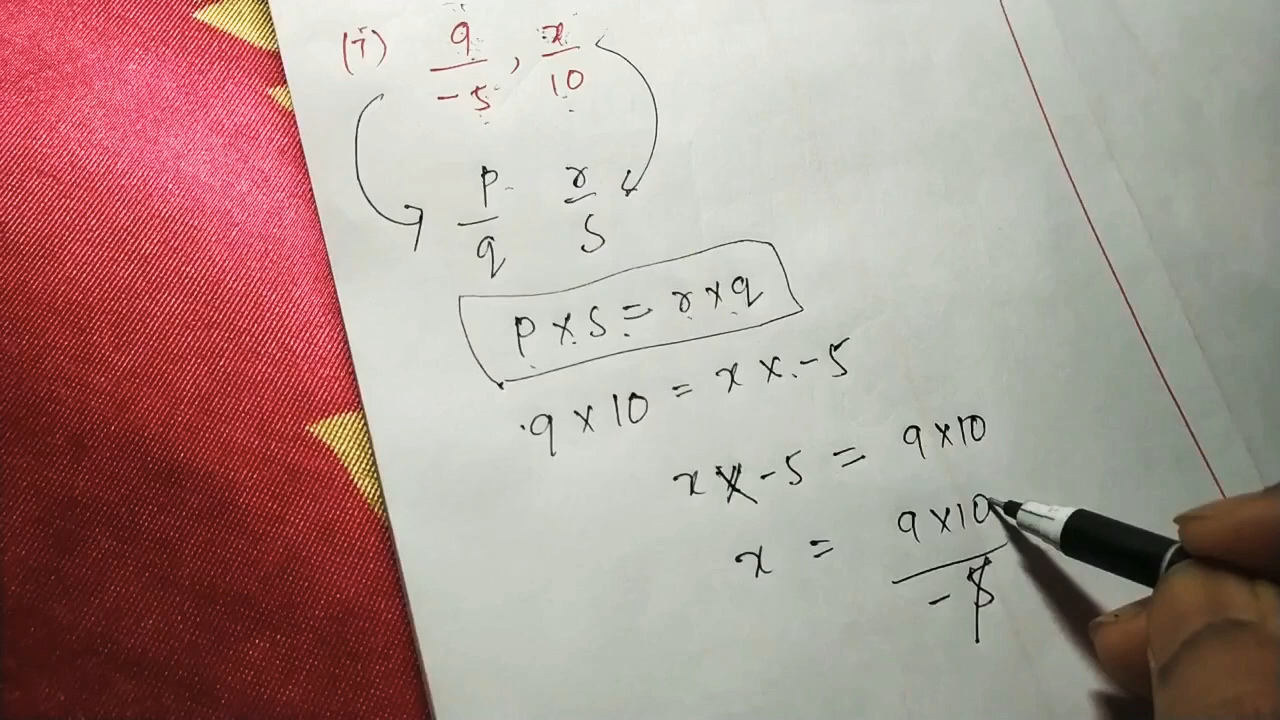 (i) 9/-5 , x/10
p/q r/s
p x s = r x q
9 x 10 = x x -5
x x -5 = 9 x 10
x = 9 x 10/-5